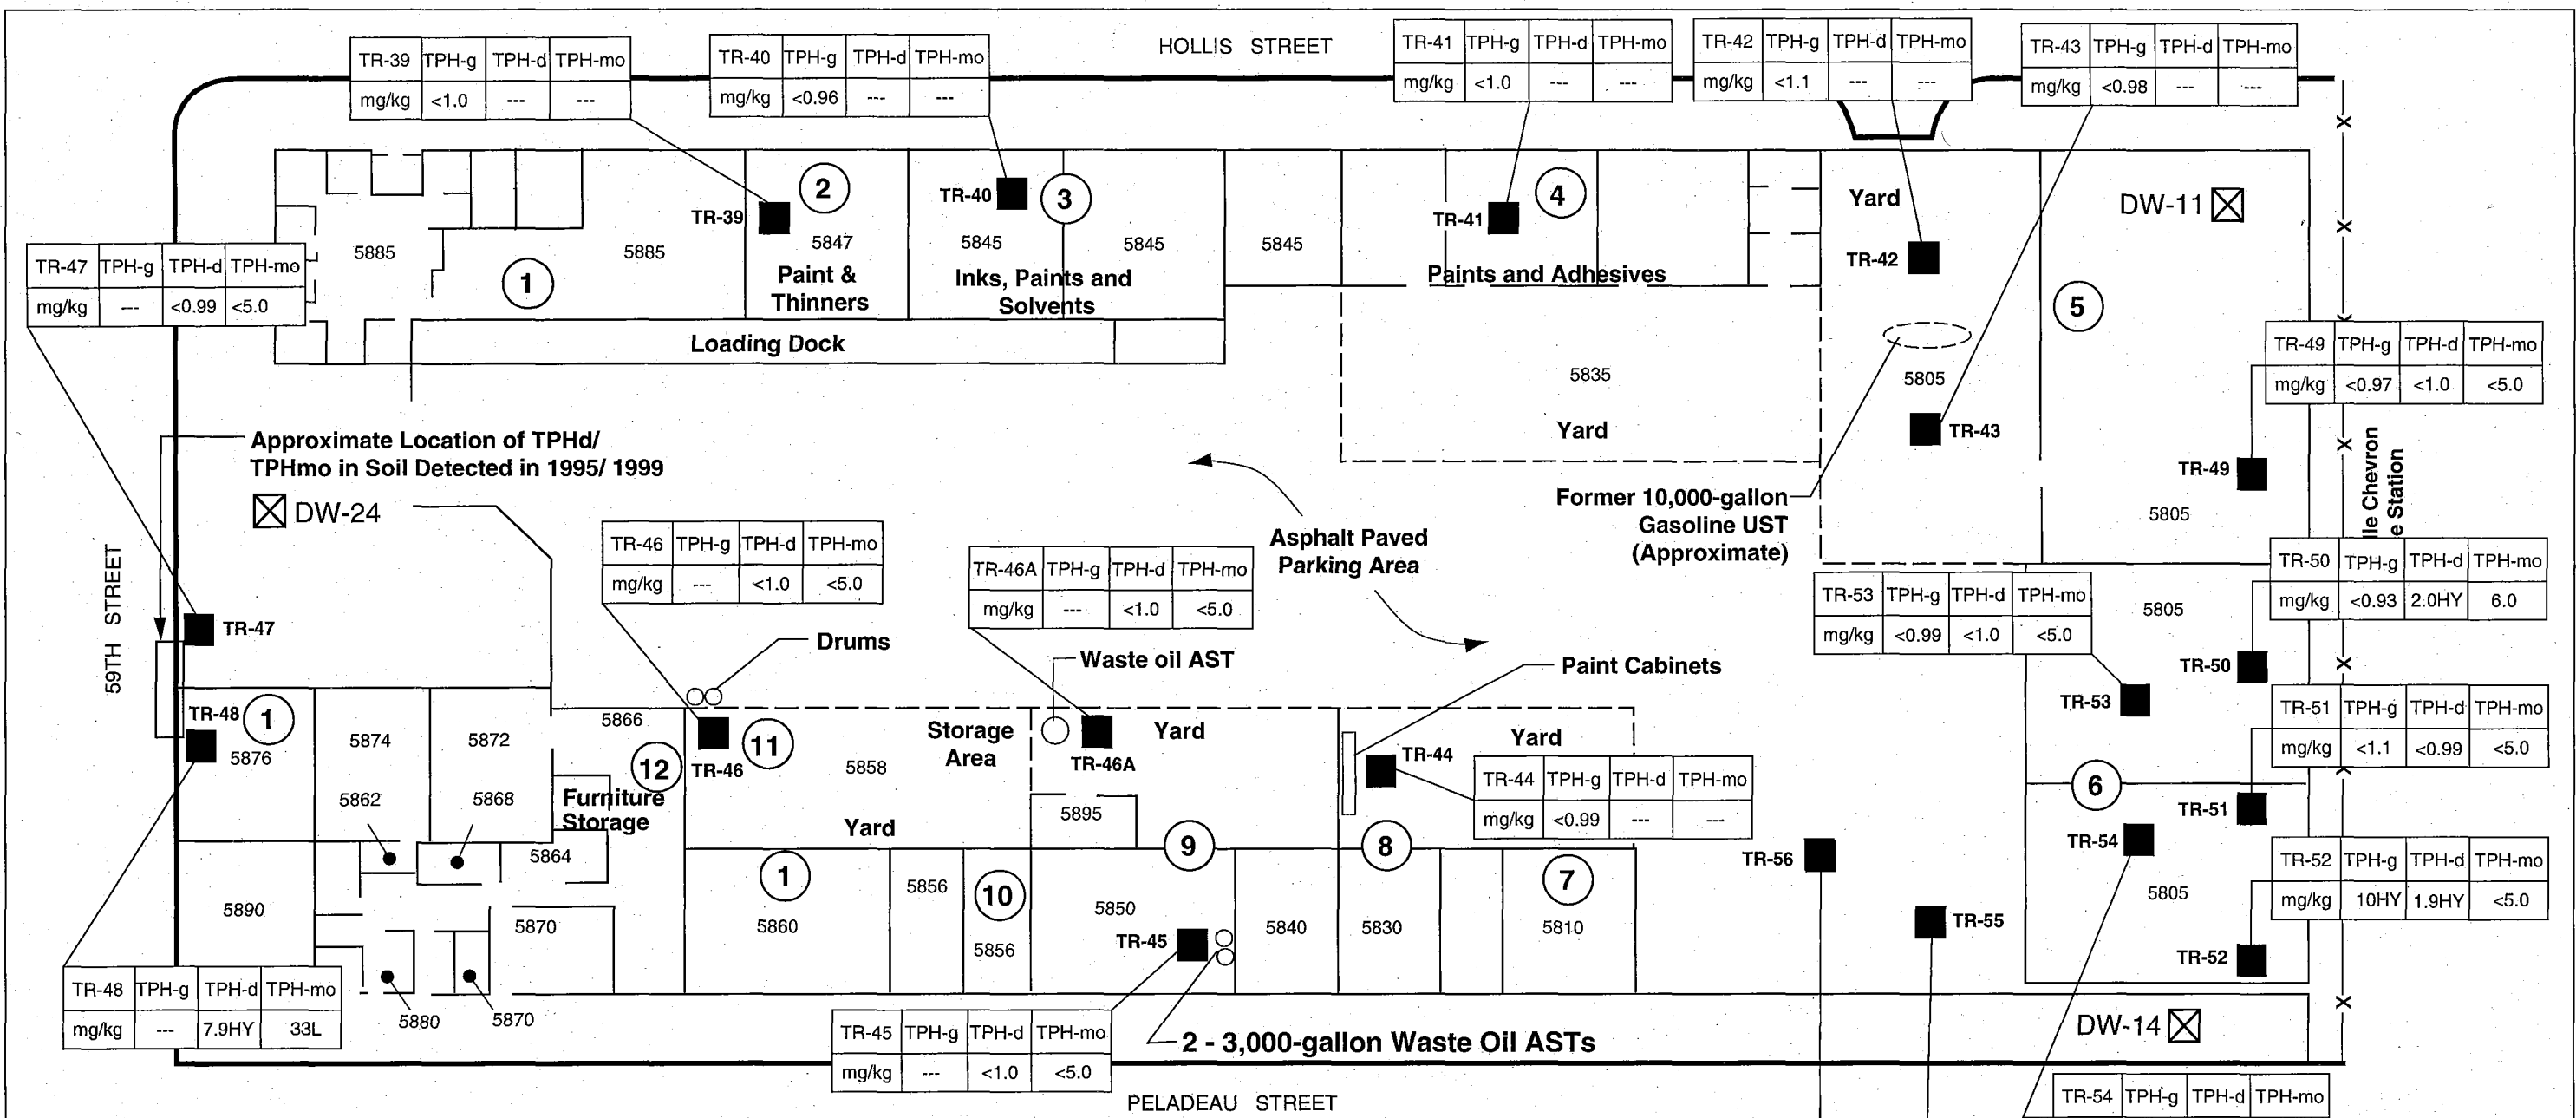 HOLLIS STREET
TR-39 TPH-g TPH-d TPH-mo
mg/kg <1.0 --- ---
TR-40 TPH-g TPH-d TPH-mo
mg/kg <0.96 --- ---
TR-41 TPH-g TPH-d TPH-mo
mg/kg <1.0 --- ---
TR-42 TPH-g TPH-d TPH-mo
mg/kg <1.1 --- ---
TR-43 TPH-g TPH-d TPH-mo
mg/kg <0.98 --- ---
TR-47 TPH-g TPH-d TPH-mo
mg/kg --- <0.99 <5.0
5885
1
5885
TR-39
2
5847
Paint &
Thinners
TR-40
3
5845
5845
Inks, Paints and
Solvents
5845
TR-41
4
Paints and Adhesives
Yard
TR-42
DW-11
5
Loading Dock
5835
Yard
5805
TR-43
TR-49 TPH-g TPH-d TPH-mo
mg/kg <0.97 <1.0 <5.0
TR-49
5805
lle Chevron
e Station
Approximate Location of TPHd/
TPHmo in Soil Detected in 1995/ 1999
DW-24
59TH STREET
TR-47
Former 10,000-gallon
Gasoline UST
(Approximate)
Asphalt Paved
Parking Area
TR-46 TPH-g TPH-d TPH-mo
mg/kg --- <1.0 <5.0
TR-46A TPH-g TPH-d TPH-mo
mg/kg --- <1.0 <5.0
TR-53 TPH-g TPH-d TPH-mo
mg/kg <0.99 <1.0 <5.0
TR-50 TPH-g TPH-d TPH-mo
mg/kg <0.93 2.0HY 6.0
5805
TR-50
TR-53
Drums
Waste oil AST
Paint Cabinets
TR-48
1
5876
5874
5872
5866
5862
5868
12
Furniture
Storage
TR-46
11
5858
Storage
Area
Yard
TR-46A
Yard
5895
TR-44
Yard
TR-44 TPH-g TPH-d TPH-mo
mg/kg <0.99 --- ---
TR-51 TPH-g TPH-d TPH-mo
mg/kg <1.1 <0.99 <5.0
6
TR-51
TR-54
5805
TR-52 TPH-g TPH-d TPH-mo
mg/kg 10HY 1.9HY <5.0
TR-52
TR-56
TR-55
5864
5890
5870
1
5860
5856
10
5856
9
5850
TR-45
5840
8
5830
7
5810
TR-48 TPH-g TPH-d TPH-mo
mg/kg --- 7.9HY 33L
5880
5870
TR-45 TPH-g TPH-d TPH-mo
mg/kg --- <1.0 <5.0
2 - 3,000-gallon Waste Oil ASTs
DW-14
PELADEAU STREET
TR-54 TPH-g TPH-d TPH-mo